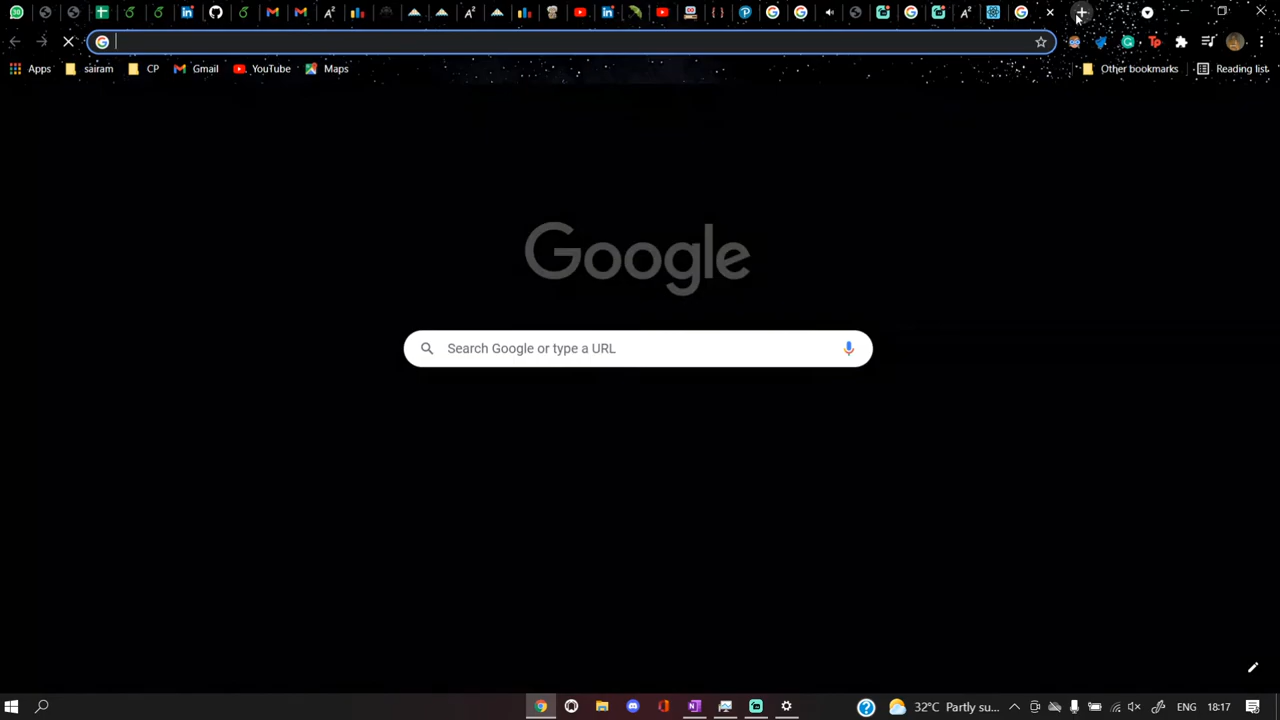 30
Apps sairam CP Gmail YouTube Maps Other bookmarks Reading list
Google
Search Google or type a URL
32°C Partly su... ENG 18:17